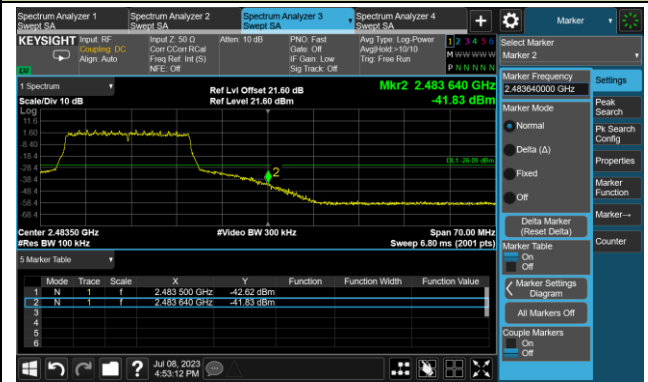 Spectrum Analyzer 1
Swept SA
Spectrum Analyzer 2
Swept SA
Spectrum Analyzer 3
Swept SA
Spectrum Analyzer 4
Swept SA
+
Marker
KEYSIGHT
Input: RF
Coupling: DC
Align: Auto
Input Z: 50 Ω
Corr CCorr RCal
Freq Ref: Int (S)
NFE: Off
Atten: 10 dB
PNO: Fast
Gate: Off
IF Gain: Low
Sig Track: Off
Avg Type: Log-Power
Avg|Hold:>10/10
Trig: Free Run
1 2 3 4 5 6
M W W W W W
P N N N N N
Select Marker
Marker 2
1 Spectrum
Scale/Div 10 dB
Ref Lvl Offset 21.60 dB
Ref Level 21.60 dBm
Mkr2 2.483 640 GHz
-41.83 dBm
Log
11.6
1.60
-8.40
-18.4
-28.4
-38.4
-48.4
-58.4
-68.4
DL1 -26.09 dBm
2
Center 2.48350 GHz
#Res BW 100 kHz
#Video BW 300 kHz
Span 70.00 MHz
Sweep 6.80 ms (2001 pts)
5 Marker Table
Mode Trace Scale X Y Function Function Width Function Value
1 N 1 f 2.483 500 GHz -42.62 dBm
2 N 1 f 2.483 640 GHz -41.83 dBm
3
4
5
6
Marker Frequency
2.483640000 GHz
Marker Mode
Normal
Delta (Δ)
Fixed
Off
Delta Marker
(Reset Delta)
Marker Table
On
Off
Marker Settings
Diagram
All Markers Off
Couple Markers
On
Off
Settings
Peak
Search
Pk Search
Config
Properties
Marker
Function
Marker→
Counter
?
Jul 08, 2023
4:53:12 PM